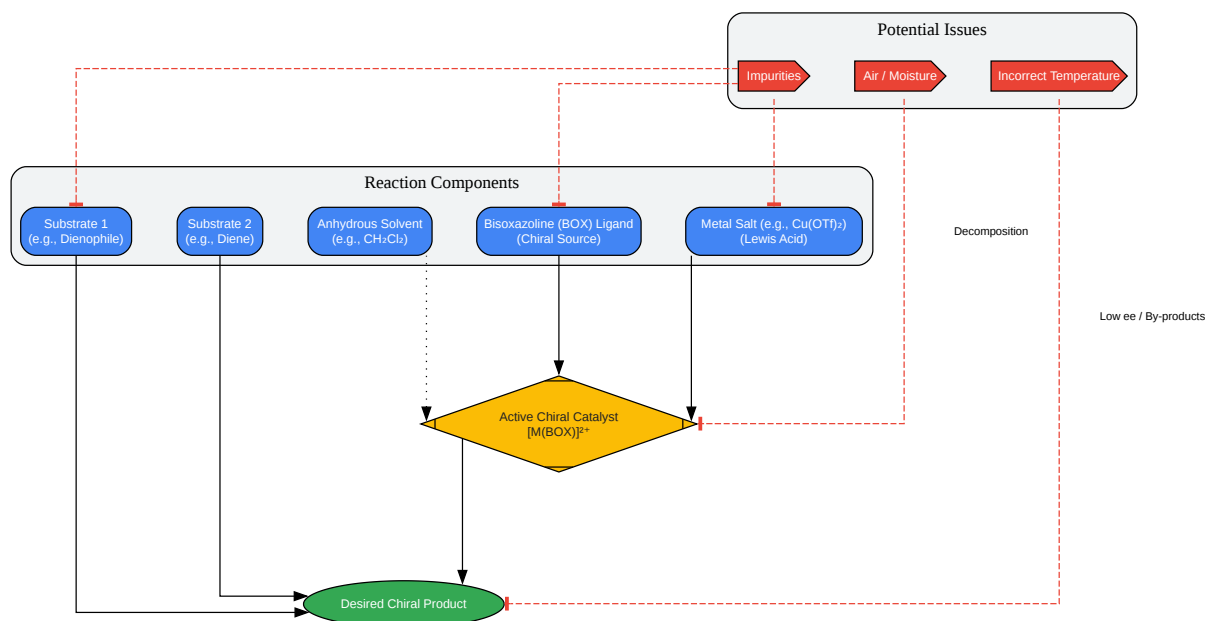 Potential Issues
Impurities
Air / Moisture
Incorrect Temperature
Reaction Components
Substrate 1
(e.g., Dienophile)
Substrate 2
(e.g., Diene)
Anhydrous Solvent
(e.g., CH₂Cl₂)
Bisoxazoline (BOX) Ligand
(Chiral Source)
Metal Salt (e.g., Cu(OTf)₂)
(Lewis Acid)
Decomposition
Low ee / By-products
Active Chiral Catalyst
[M(BOX)]²⁺
Desired Chiral Product